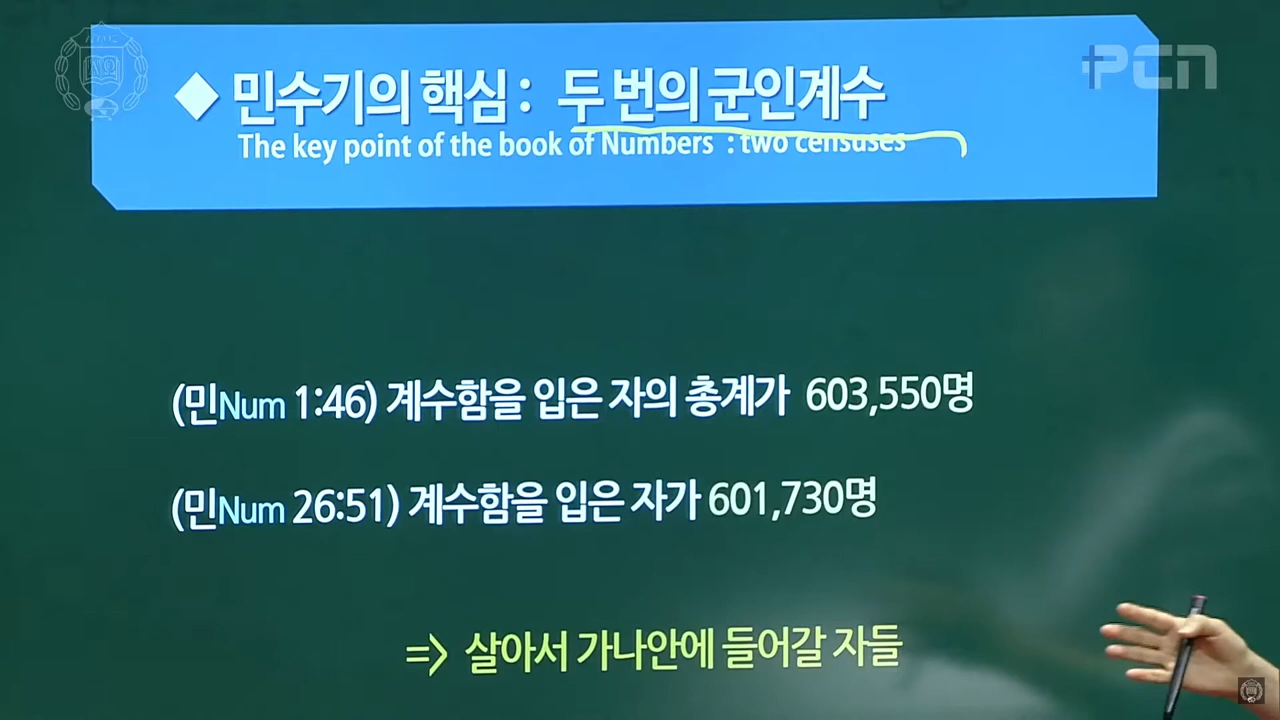 PCN
◆ 민수기의 핵심 : 두 번의 군인계수
The key point of the book of Numbers : two censuses
(민Num 1:46) 계수함을 입은 자의 총계가 603,550명
(민Num 26:51) 계수함을 입은 자가 601,730명
=> 살아서 가나안에 들어갈 자들